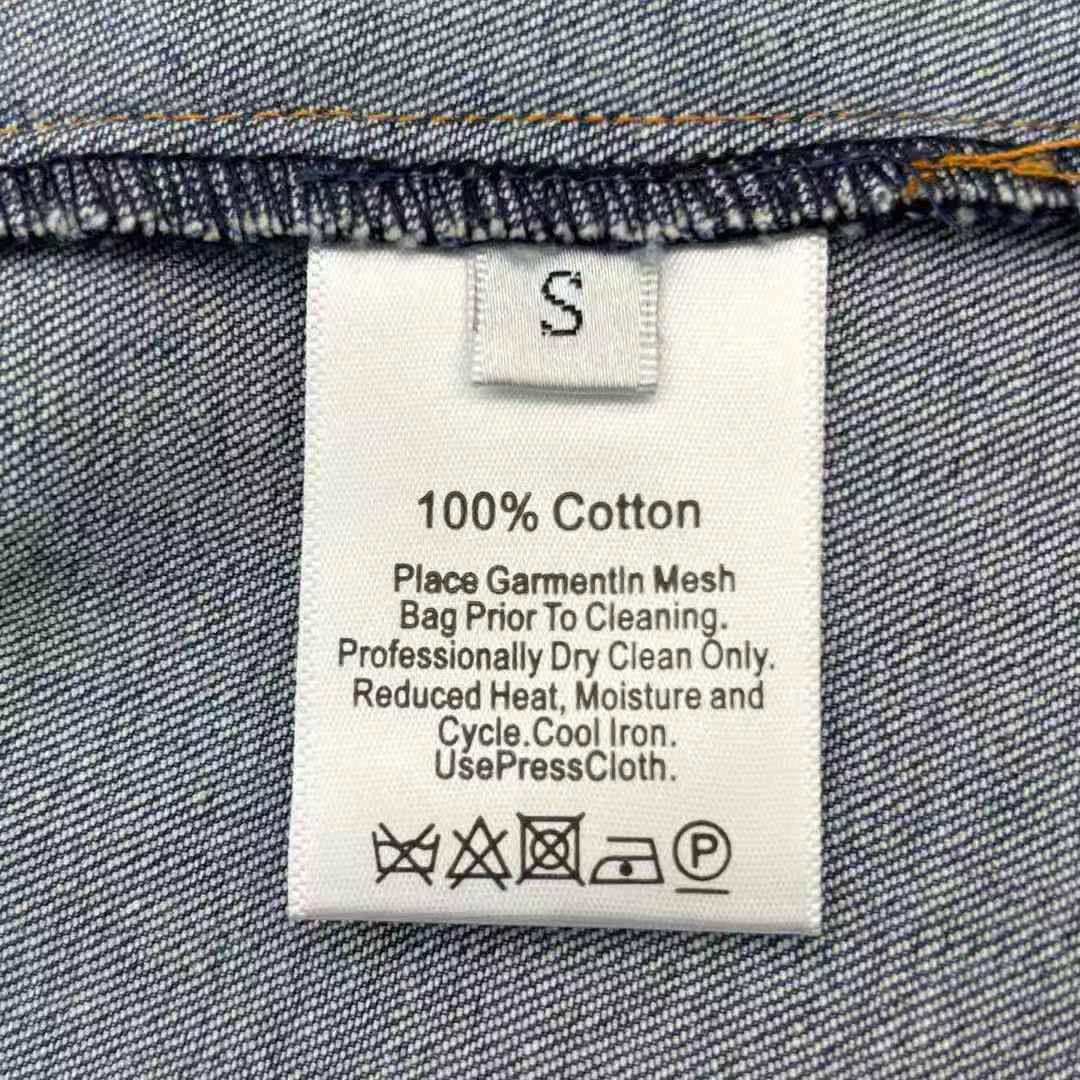 S
100% Cotton
Place GarmentIn Mesh
Bag Prior To Cleaning.
Professionally Dry Clean Only.
Reduced Heat, Moisture and
Cycle.Cool Iron.
UsePressCloth.
P